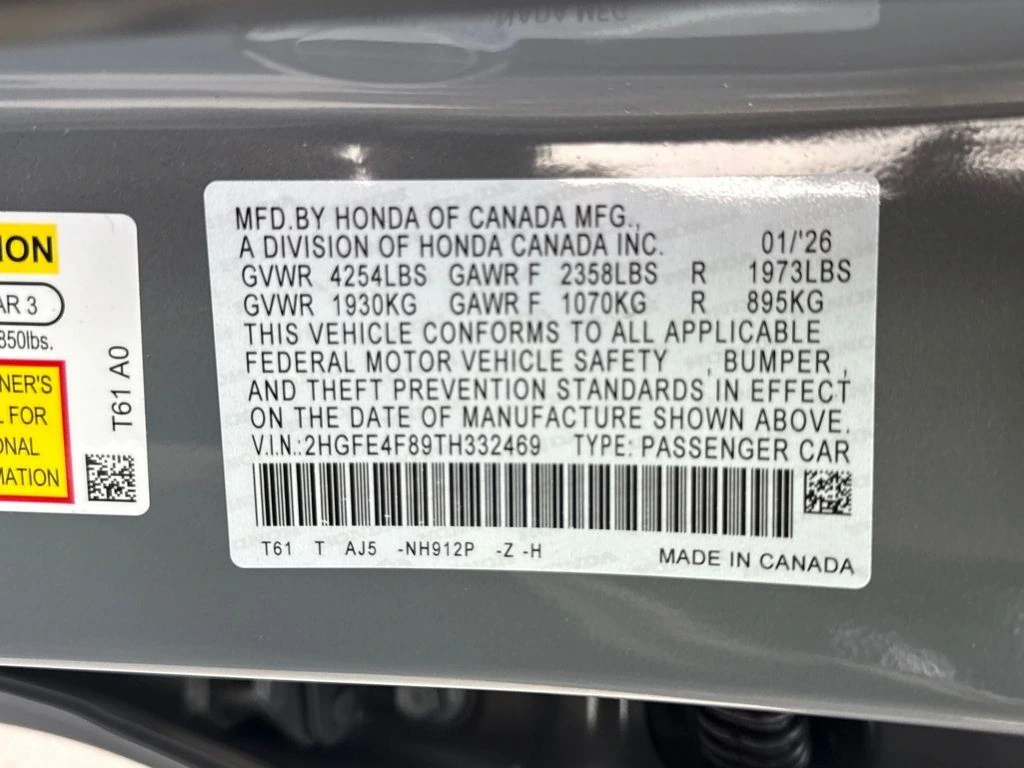 ION
AR 3
850lbs.
NER'S
L FOR
ONAL
MATION
T61 A0
MFD.BY HONDA OF CANADA MFG.,
A DIVISION OF HONDA CANADA INC. 01/'26
GVWR 4254LBS GAWR F 2358LBS R 1973LBS
GVWR 1930KG GAWR F 1070KG R 895KG
THIS VEHICLE CONFORMS TO ALL APPLICABLE
FEDERAL MOTOR VEHICLE SAFETY , BUMPER ,
AND THEFT PREVENTION STANDARDS IN EFFECT
ON THE DATE OF MANUFACTURE SHOWN ABOVE.
V.I.N.:2HGFE4F89TH332469 TYPE: PASSENGER CAR
T61 T AJ5 -NH912P -Z -H MADE IN CANADA